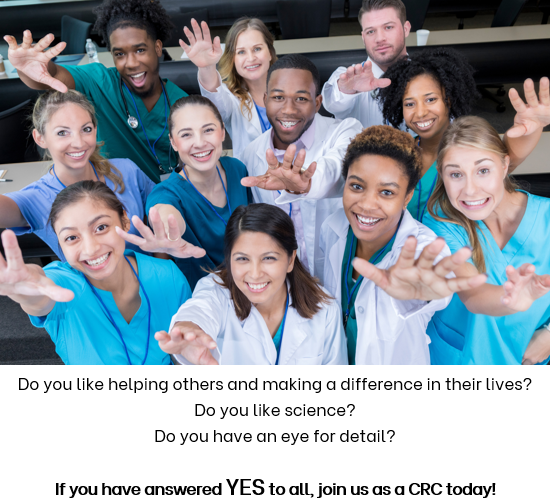 Do you like helping others and making a difference in their lives?
Do you like science?
Do you have an eye for detail?
If you have answered YES to all, join us as a CRC today!